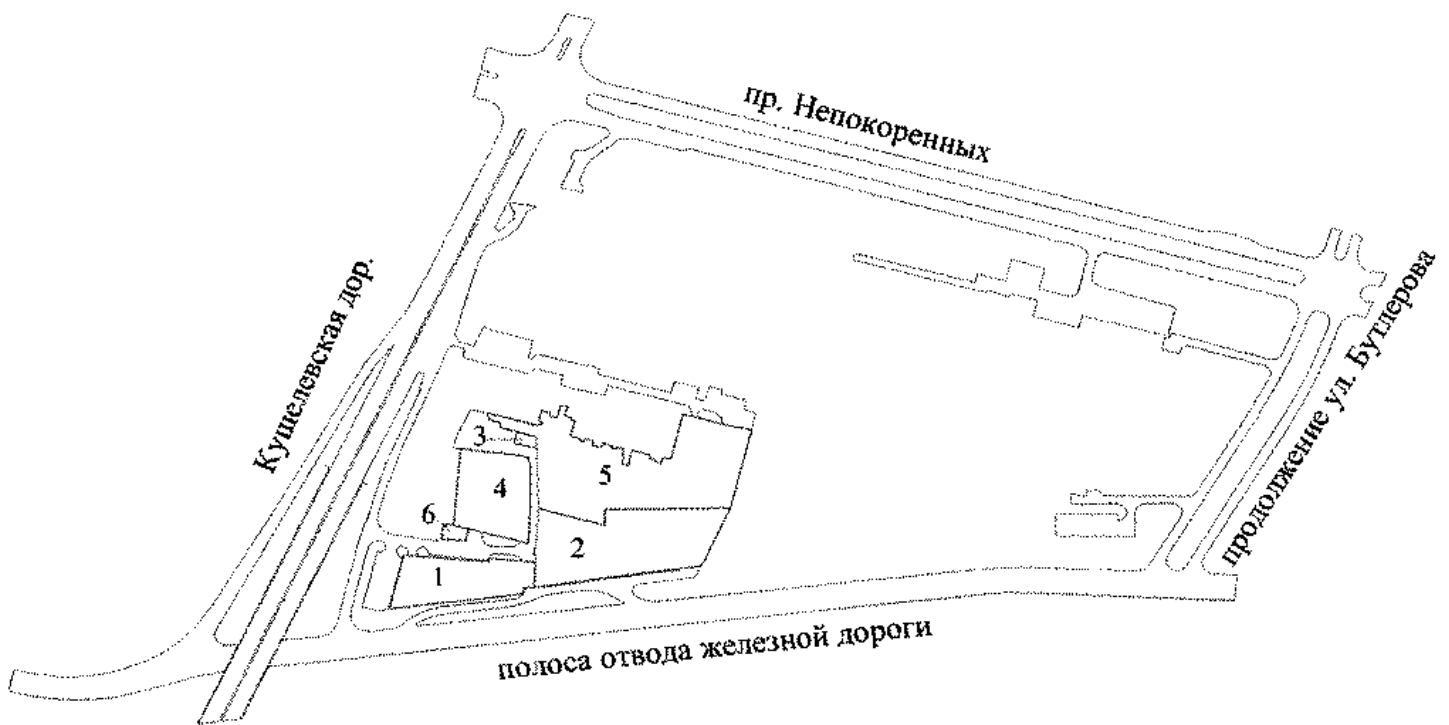 пр. Непокоренных
Кушелевская дор.
продолжение ул. Бутлерова
3
5
4
6
2
1
полоса отвода железной дороги